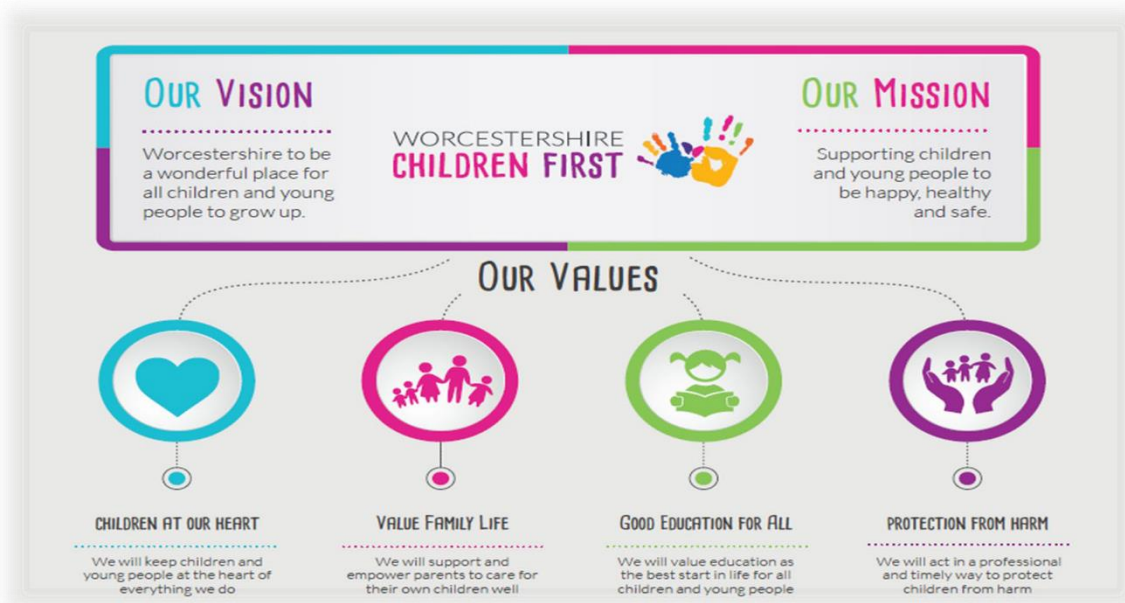 OUR VISION
Worcestershire to be
a wonderful place for
all children and young
people to grow up.
WORCESTERSHIRE
CHILDREN FIRST
OUR MISSION
Supporting children
and young people to
be happy, healthy
and safe.
OUR VALUES
CHILDREN AT OUR HEART
We will keep children and
young people at the heart of
everything we do
VALUE FAMILY LIFE
We will support and
empower parents to care for
their own children well
GOOD EDUCATION FOR ALL
We will value education as
the best start in life for all
children and young people
PROTECTION FROM HARM
We will act in a professional
and timely way to protect
children from harm